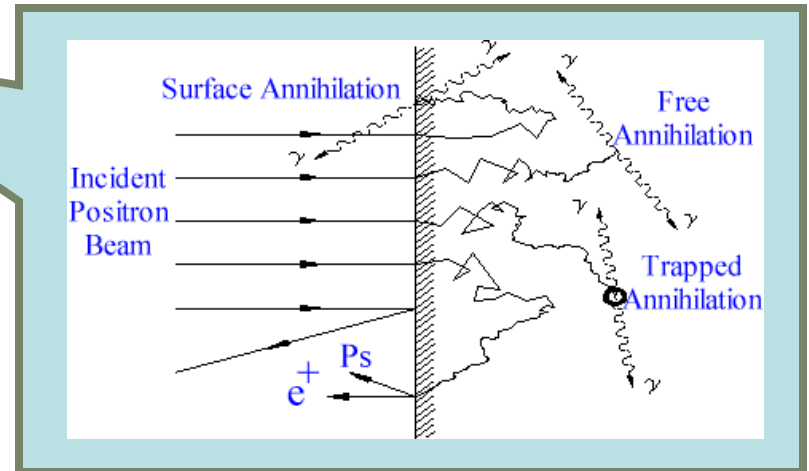 γ
Surface Annihilation
γ
Incident
Positron
Beam
γ
Free
Annihilation
γ
γ
Trapped
Annihilation
γ
Ps
e+